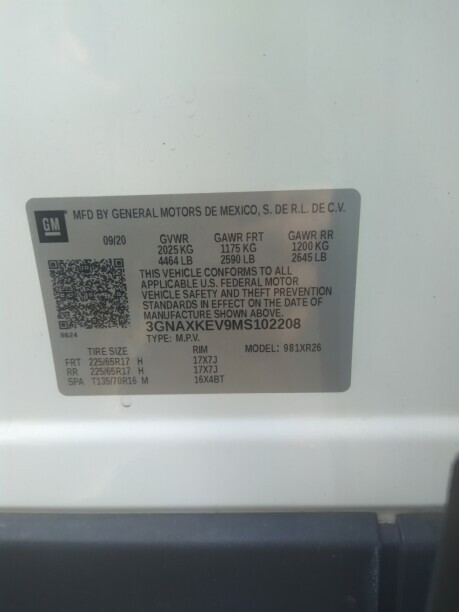 GM
MFD BY GENERAL MOTORS DE MEXICO, S. DE R.L. DE C.V.
09/20 GVWR GAWR FRT GAWR RR
2025 KG 1175 KG 1200 KG
4464 LB 2590 LB 2645 LB
THIS VEHICLE CONFORMS TO ALL
APPLICABLE U.S. FEDERAL MOTOR
VEHICLE SAFETY AND THEFT PREVENTION
STANDARDS IN EFFECT ON THE DATE OF
MANUFACTURE SHOWN ABOVE.
3GNAXKEV9MS102208
9624 TYPE: M.P.V. MODEL: 981XR26
TIRE SIZE RIM
FRT 225/65R17 H 17X7J
RR 225/65R17 H 17X7J
SPA T135/70R16 M 16X4BT